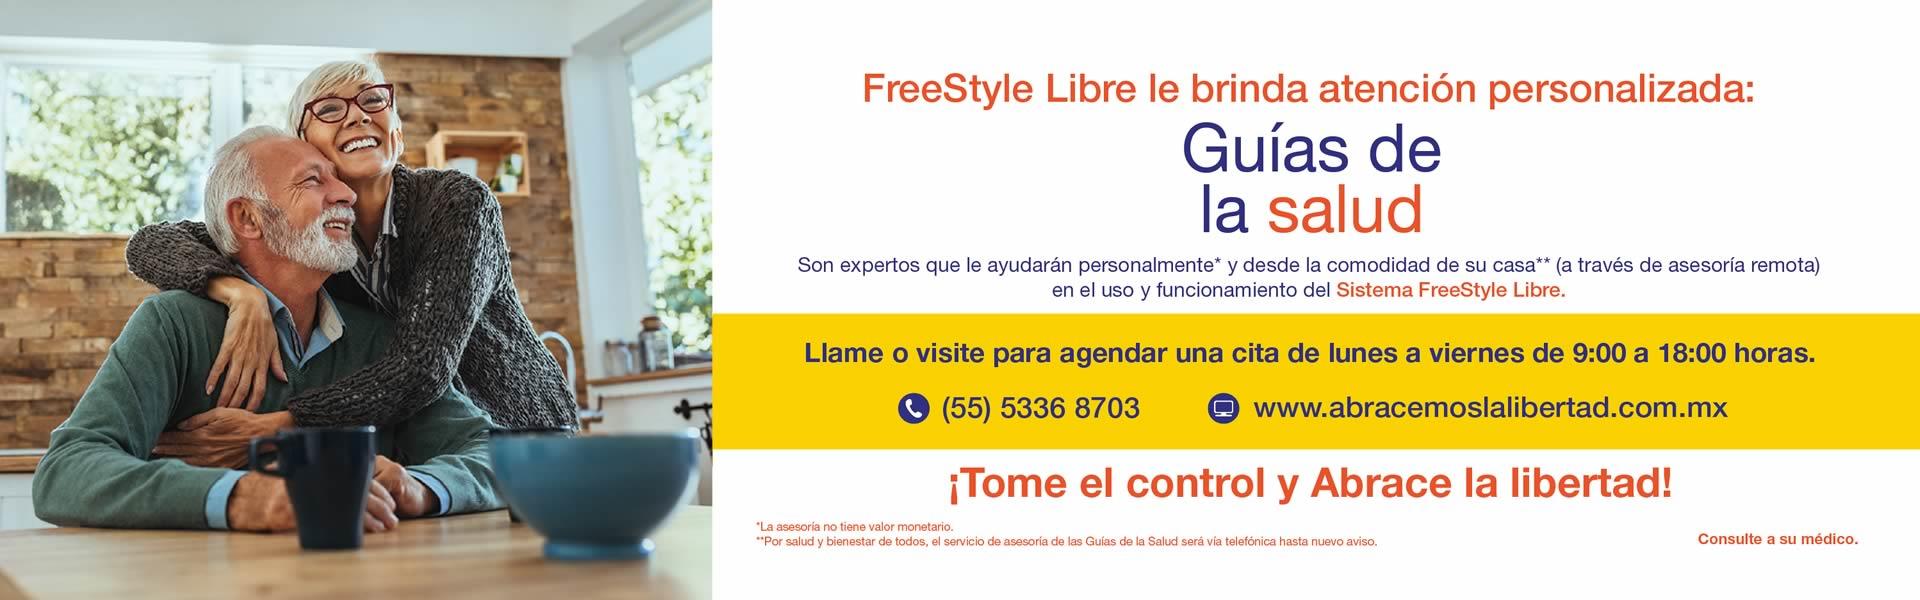 FreeStyle Libre le brinda atención personalizada:
Guías de
la salud
Son expertos que le ayudarán personalmente* y desde la comodidad de su casa** (a través de asesoría remota)
en el uso y funcionamiento del Sistema FreeStyle Libre.
Llame o visite para agendar una cita de lunes a viernes de 9:00 a 18:00 horas.
(55) 5336 8703 www.abracemoslalibertad.com.mx
¡Tome el control y Abrace la libertad!
*La asesoría no tiene valor monetario.
**Por salud y bienestar de todos, el servicio de asesoría de las Guías de la Salud será vía telefónica hasta nuevo aviso.
Consulte a su médico.